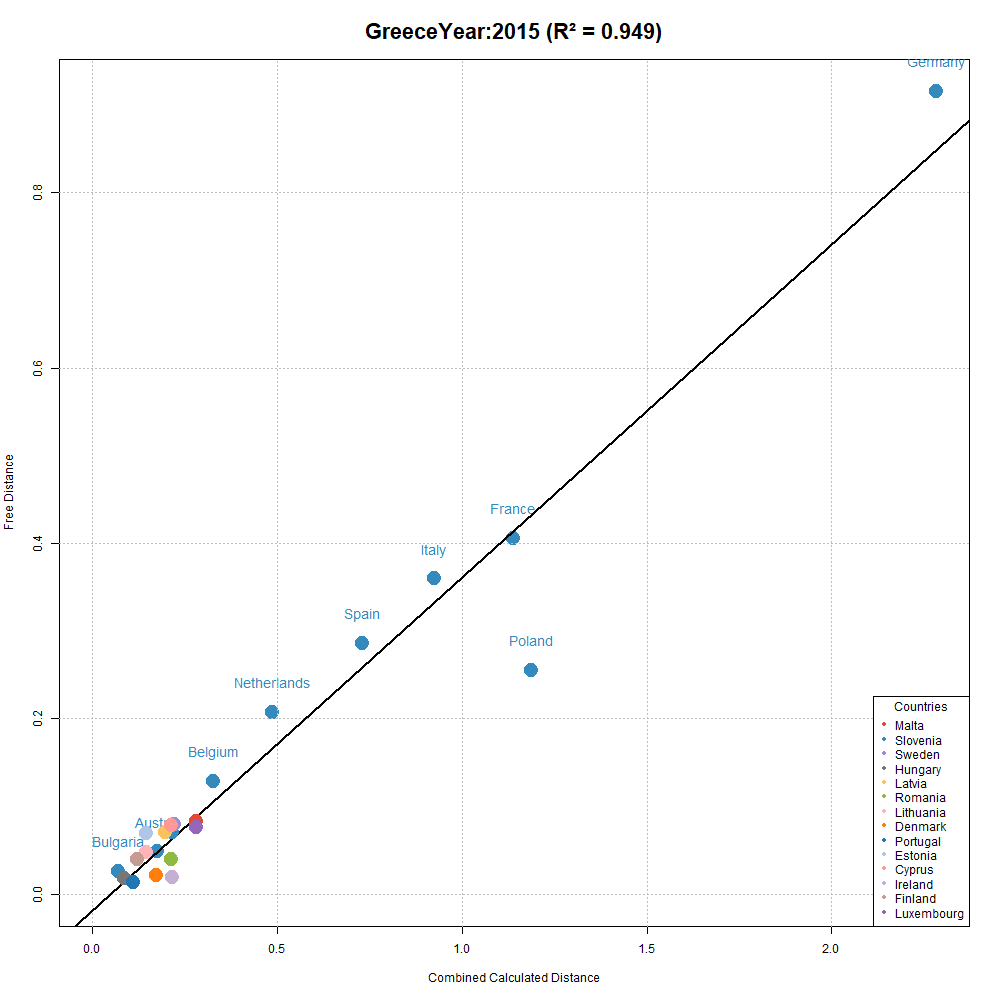 GreeceYear:2015 (R² = 0.949)
Germany
France
Italy
Poland
Spain
Netherlands
Belgium
Bulgaria
Free Distance
0.8
0.6
0.4
0.2
0.0
0.0 0.5 1.0 1.5 2.0
Combined Calculated Distance
Countries
Malta
Slovenia
Sweden
Hungary
Latvia
Romania
Lithuania
Denmark
Portugal
Estonia
Cyprus
Ireland
Finland
Luxembourg